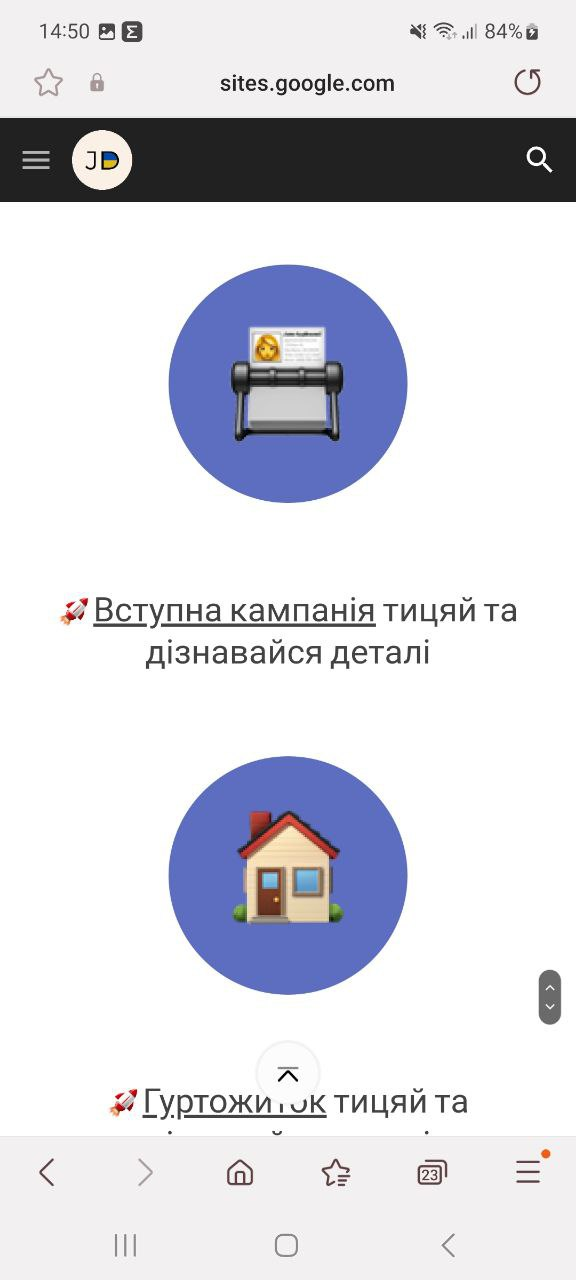 14:50
84%
sites.google.com
JD
🚀Вступна кампанія тицяй та
дізнавайся деталі
🚀Гуртожиток тицяй та
23